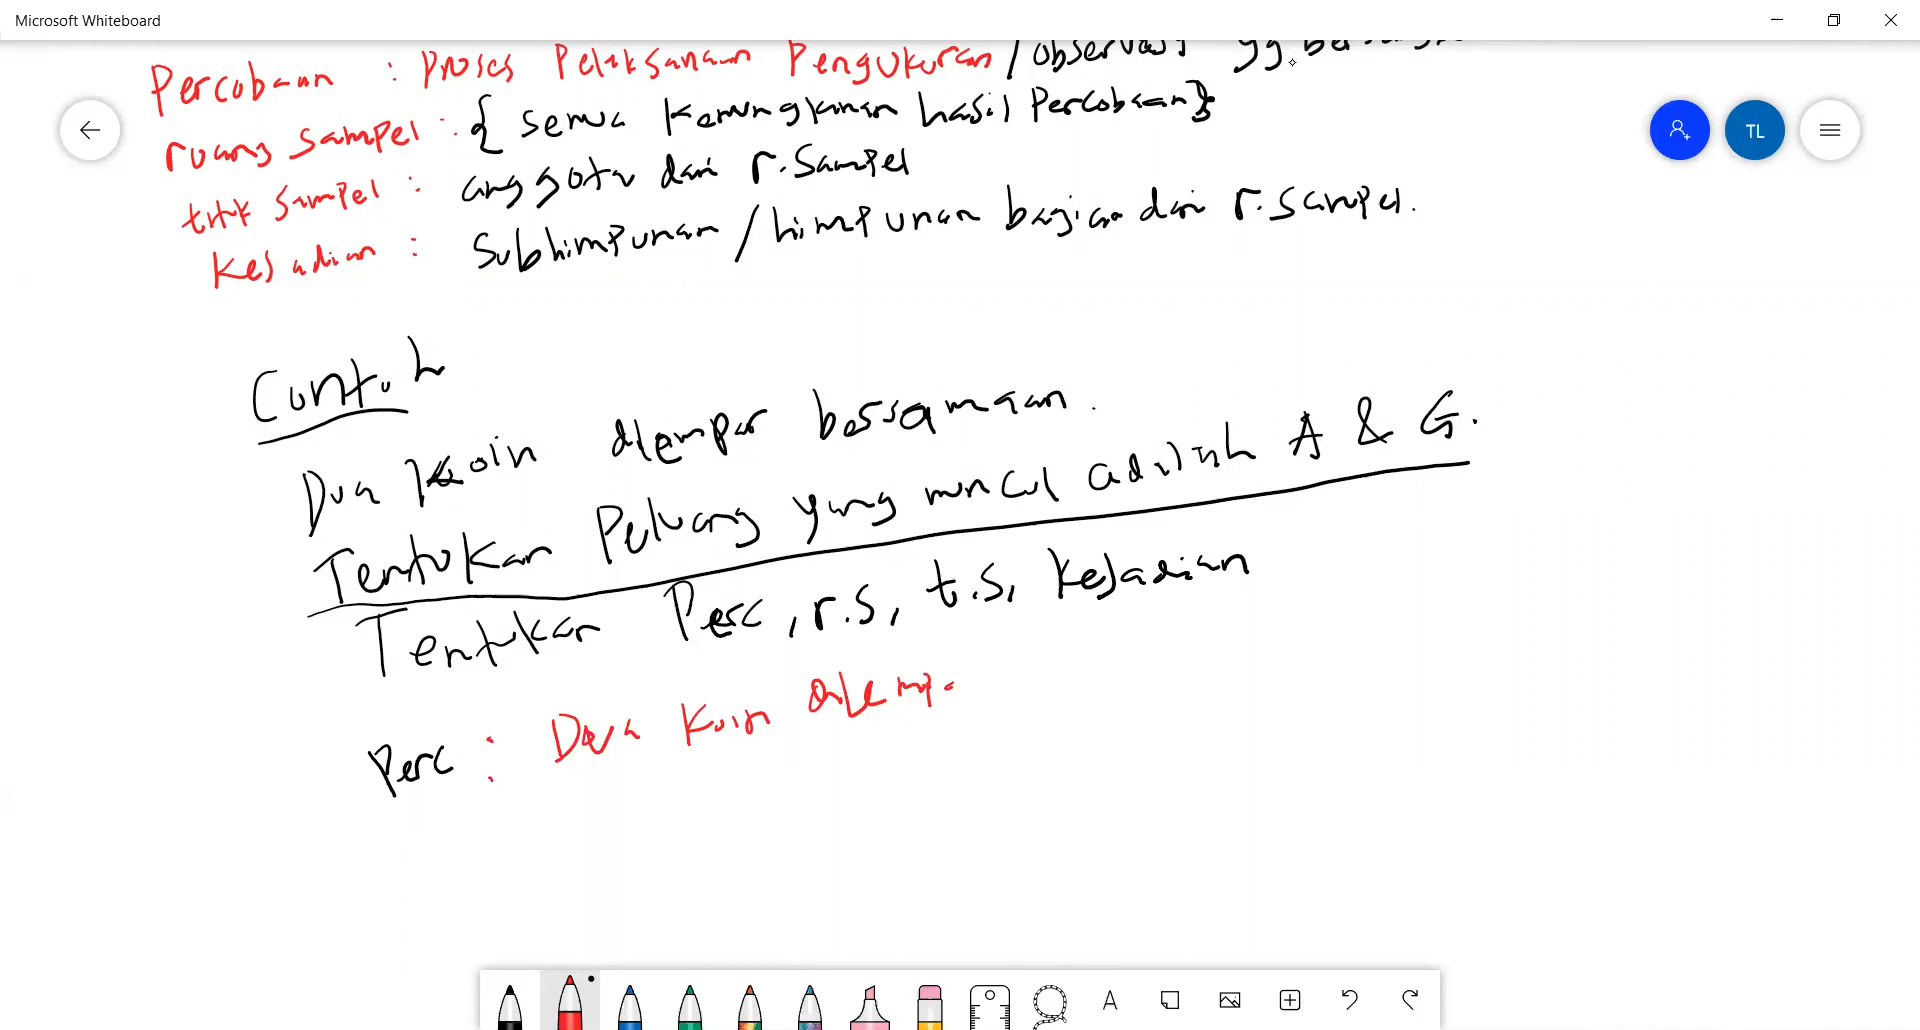 Microsoft Whiteboard
Percobaan : Proses Pelaksanaan Pengukuran / observasi yg
ruang sampel : { semua kemungkinan hasil Percobaan }
titik sampel : anggota dari r. sampel
Kejadian : Subhimpunan / himpunan bagian dari r. sampel.
TL
Contoh
Dua koin dilempar bersamaan.
Tentukan Peluang yang muncul adalah A & G.
Tentukan Perc, r.s, t.s, kejadian
Perc : Dua koin dilemp
A